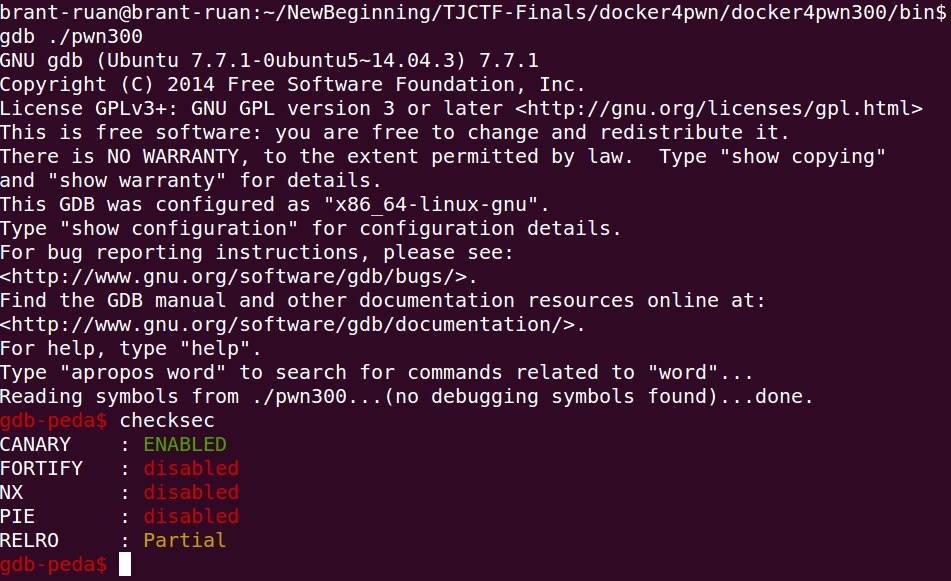 brant-ruan@brant-ruan:~/NewBeginning/TJCTF-Finals/docker4pwn/docker4pwn300/bin$
gdb ./pwn300
GNU gdb (Ubuntu 7.7.1-0ubuntu5~14.04.3) 7.7.1
Copyright (C) 2014 Free Software Foundation, Inc.
License GPLv3+: GNU GPL version 3 or later <http://gnu.org/licenses/gpl.html>
This is free software: you are free to change and redistribute it.
There is NO WARRANTY, to the extent permitted by law.  Type "show copying"
and "show warranty" for details.
This GDB was configured as "x86_64-linux-gnu".
Type "show configuration" for configuration details.
For bug reporting instructions, please see:
<http://www.gnu.org/software/gdb/bugs/>.
Find the GDB manual and other documentation resources online at:
<http://www.gnu.org/software/gdb/documentation/>.
For help, type "help".
Type "apropos word" to search for commands related to "word"...
Reading symbols from ./pwn300...(no debugging symbols found)...done.
gdb-peda$ checksec
CANARY    : ENABLED
FORTIFY   : disabled
NX        : disabled
PIE       : disabled
RELRO     : Partial
gdb-peda$